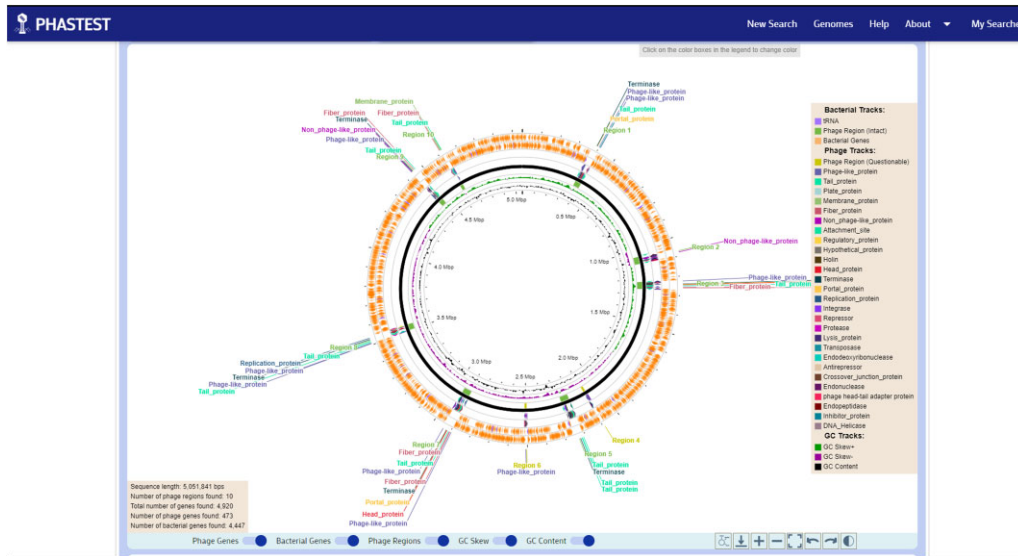 PHASTEST
New Search Genomes Help About My Searche
Click on the color boxes in the legend to change color
Terminase
Phage-like_protein
Phage-like_protein
Tail_protein
Portal_protein
Region 1
Membrane_protein
Fiber_protein
Fiber_protein
Terminase
Tail_protein
Non_phage-like_protein
Region 10
Phage-like_protein
Tail_protein
Region 9
Non_phage-like_protein
Region 2
Phage-like_protein
Region 3
Tail_protein
Fiber_protein
5.0 Mbp
0.5 Mbp
4.5 Mbp
1.0 Mbp
4.0 Mbp
1.5 Mbp
3.5 Mbp
2.0 Mbp
3.0 Mbp
2.5 Mbp
Region 8
Tail_protein
Replication_protein
Phage-like_protein
Terminase
Phage-like_protein
Tail_protein
Region 7
Fiber_protein
Tail_protein
Phage-like_protein
Fiber_protein
Terminase
Portal_protein
Head_protein
Phage-like_protein
Region 6
Phage-like_protein
Region 4
Region 5
Tail_protein
Terminase
Tail_protein
Tail_protein
Bacterial Tracks:
tRNA
Phage Region (Intact)
Bacterial Genes
Phage Tracks:
Phage Region (Questionable)
Phage-like_protein
Tail_protein
Plate_protein
Membrane_protein
Fiber_protein
Non_phage-like_protein
Attachment_site
Regulatory_protein
Hypothetical_protein
Holin
Head_protein
Terminase
Portal_protein
Replication_protein
Integrase
Repressor
Protease
Lysis_protein
Transposase
Endodeoxyribonuclease
Antirepressor
Crossover_junction_protein
Endonuclease
phage head-tail adapter protein
Endopeptidase
Inhibitor_protein
DNA_Helicase
GC Tracks:
GC Skew+
GC Skew-
GC Content
Sequence length: 5,051,841 bps
Number of phage regions found: 10
Total number of genes found: 4,920
Number of phage genes found: 473
Number of bacterial genes found: 4,447
Phage Genes Bacterial Genes Phage Regions GC Skew GC Content